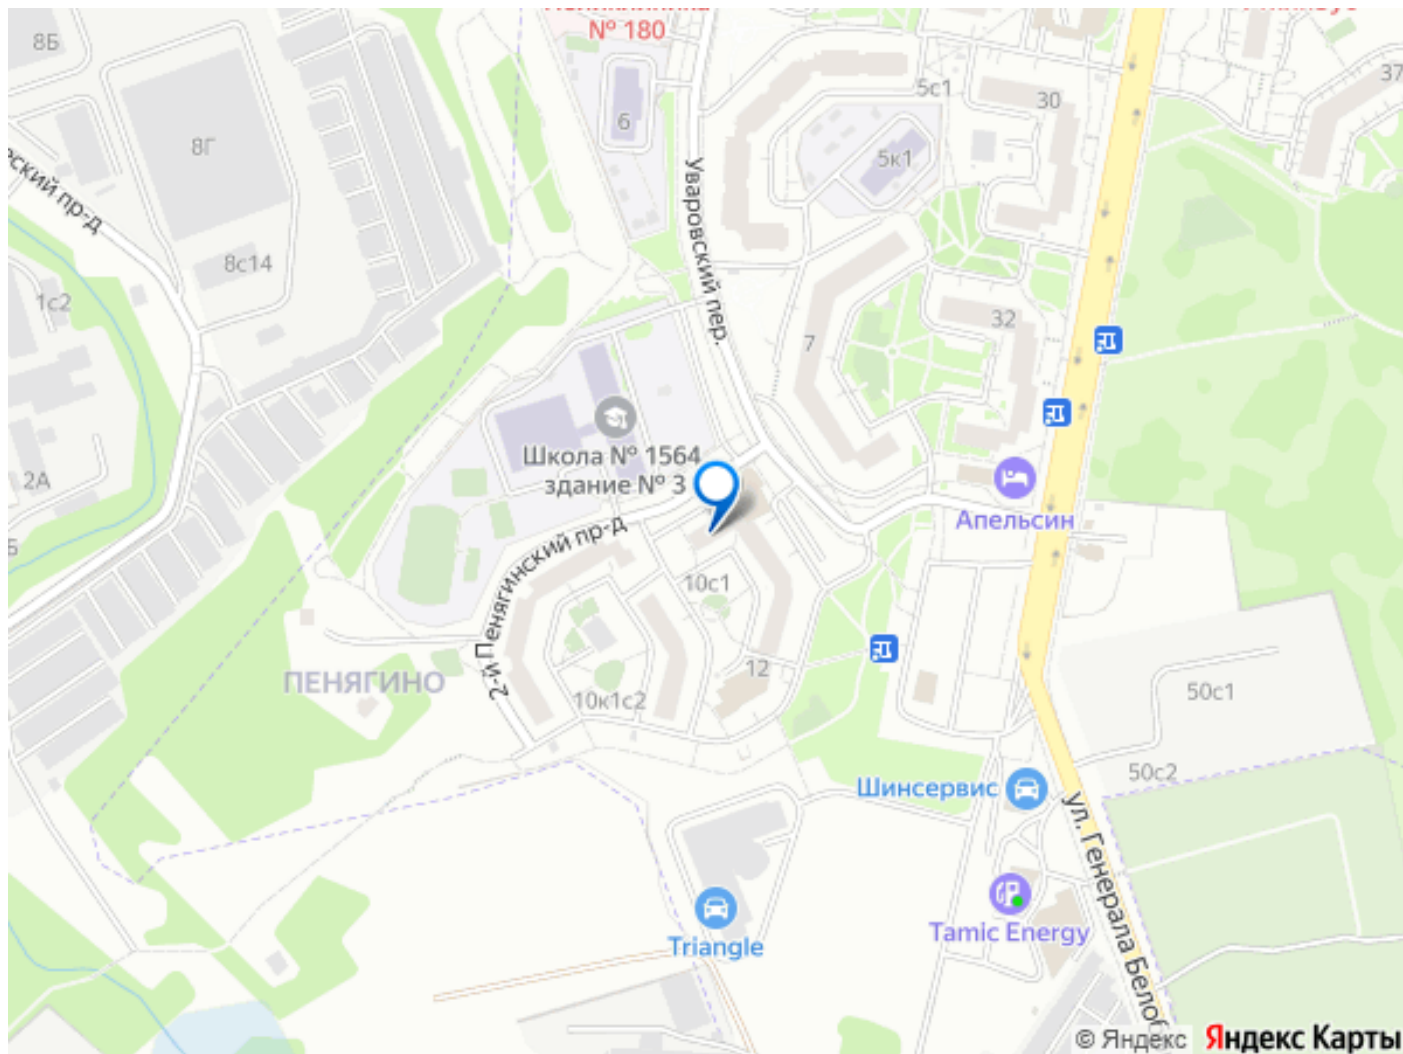 № 180
8Б
5с1
30
37
8Г
6
5к1
еский пр-д
Уваровский пер.
8с14
1с2
32
7
Школа № 1564
здание № 3
2А
Апельсин
2-й Пенягинский пр-д
10с1
12
ПЕНЯГИНО
10к1с2
50с1
50с2
Шинсервис
ул. Генерала Белоб
Tamic Energy
Triangle
© Яндекс Яндекс Карты